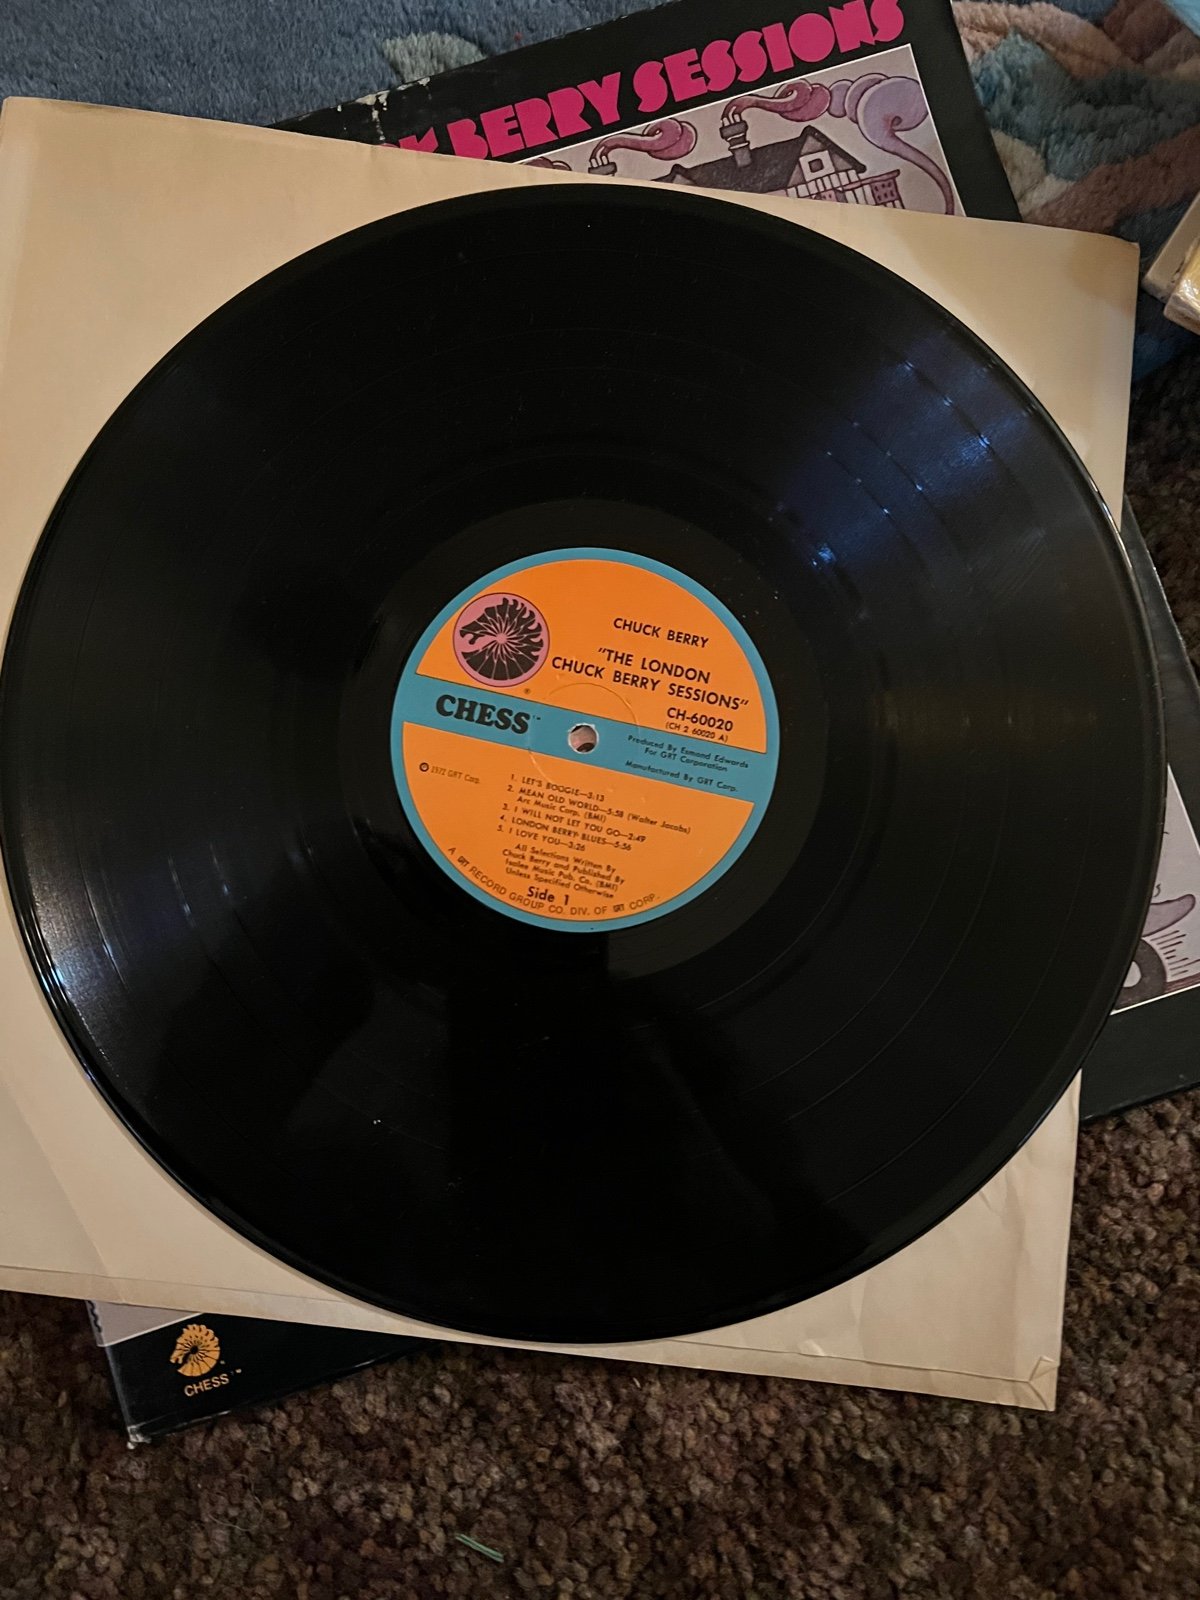 BERRY SESSIONS
CHUCK BERRY
"THE LONDON
CHUCK BERRY SESSIONS"
CH-60020
(CH 2 60020 A)
CHESS™
®
Produced By Esmond Edwards
For GRT Corporation
Manufactured By GRT Corp.
℗ 1972 GRT Corp.
1. LET'S BOOGIE—3:13
2. MEAN OLD WORLD—5:58 (Walter Jacobs)
Arc Music Corp. (BMI)
3. I WILL NOT LET YOU GO—2:49
4. LONDON BERRY BLUES—5:56
5. I LOVE YOU—3:26
All Selections Written By
Chuck Berry and Published By
Isalee Music Pub. Co. (BMI)
Unless Specified Otherwise
Side 1
A GRT RECORD GROUP CO. DIV. OF GRT CORP.
CHESS™